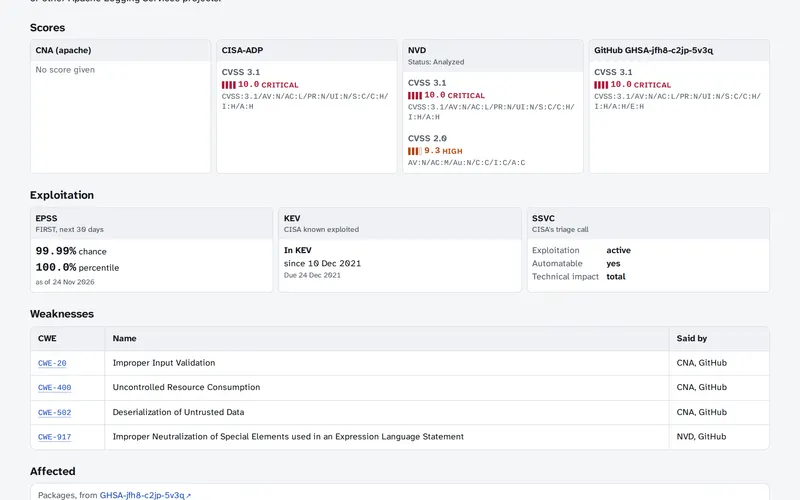 of other Apache Logging Services projects.
Scores
CNA (apache)
No score given
CISA-ADP
CVSS 3.1
10.0 CRITICAL
CVSS:3.1/AV:N/AC:L/PR:N/UI:N/S:C/C:H/
I:H/A:H
NVD
Status: Analyzed
CVSS 3.1
10.0 CRITICAL
CVSS:3.1/AV:N/AC:L/PR:N/UI:N/S:C/C:H/
I:H/A:H
CVSS 2.0
9.3 HIGH
AV:N/AC:M/Au:N/C:C/I:C/A:C
GitHub GHSA-jfh8-c2jp-5v3q
CVSS 3.1
10.0 CRITICAL
CVSS:3.1/AV:N/AC:L/PR:N/UI:N/S:C/C:H/
I:H/A:H/E:H
Exploitation
EPSS
FIRST, next 30 days
99.99% chance
100.0% percentile
as of 24 Nov 2026
KEV
CISA known exploited
In KEV
since 10 Dec 2021
Due 24 Dec 2021
SSVC
CISA's triage call
Exploitation active
Automatable yes
Technical impact total
Weaknesses
CWE Name Said by
CWE-20 Improper Input Validation CNA, GitHub
CWE-400 Uncontrolled Resource Consumption CNA, GitHub
CWE-502 Deserialization of Untrusted Data CNA, GitHub
CWE-917 Improper Neutralization of Special Elements used in an Expression Language Statement NVD, GitHub
Affected
Packages, from GHSA-jfh8-c2jp-5v3q↗